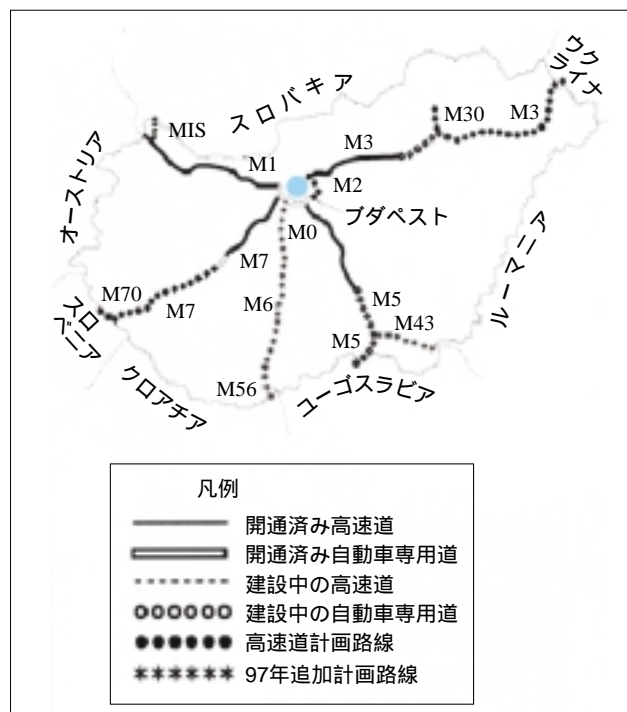 ウク
ライナ
スロバキア
M30
M3
MIS
M3
M1
M2
オーストリア
ブダペスト
M0
M7
ルーマニア
M70
M7
M6
M5
M43
スロ
ベニア
M5
M56
クロアチア
ユーゴスラビア
凡例
開通済み高速道
開通済み自動車専用道
建設中の高速道
建設中の自動車専用道
高速道計画路線
97年追加計画路線